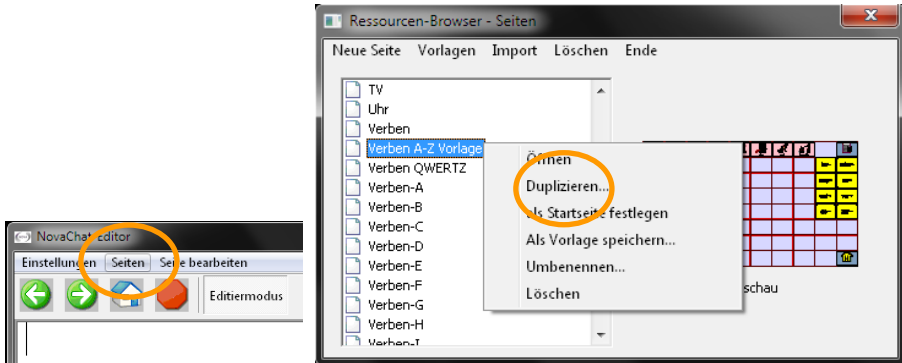 NovaChat Editor
Einstellungen Seiten Seite bearbeiten
Editiermodus
Ressourcen-Browser - Seiten
Neue Seite Vorlagen Import Löschen Ende
TV
Uhr
Verben
Verben A-Z Vorlage
Verben QWERTZ
Verben-A
Verben-B
Verben-C
Verben-D
Verben-E
Verben-F
Verben-G
Verben-H
Verben-I
Öffnen
Duplizieren...
als Startseite festlegen
Als Vorlage speichern...
Umbenennen...
Löschen
schau